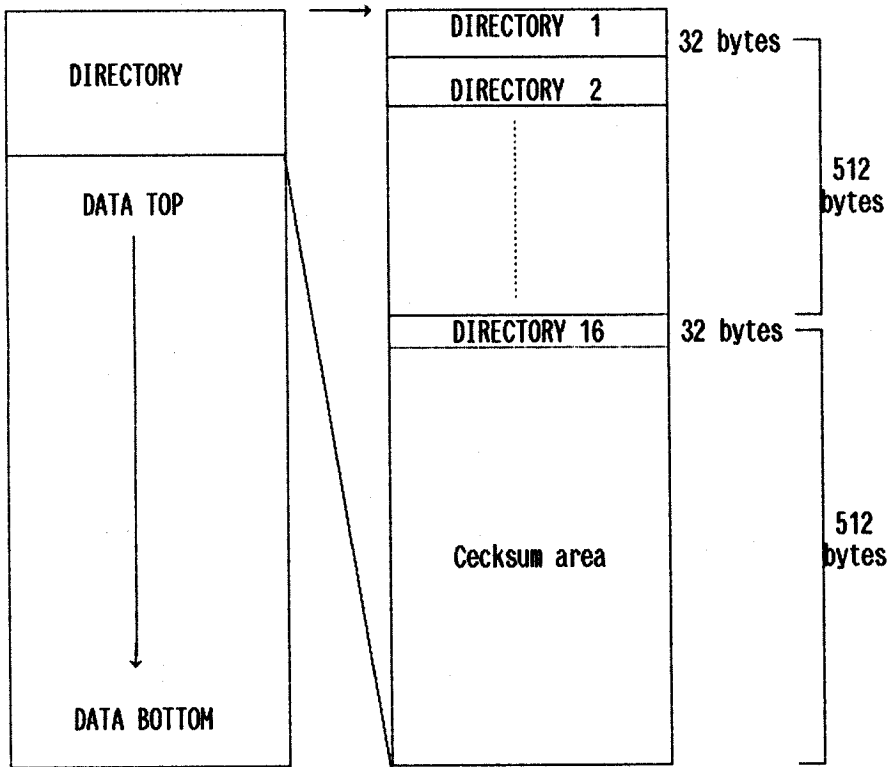 DIRECTORY
DATA TOP
DATA BOTTOM
DIRECTORY 1
32 bytes
DIRECTORY 2
512
bytes
DIRECTORY 16
32 bytes
Cecksum area
512
bytes